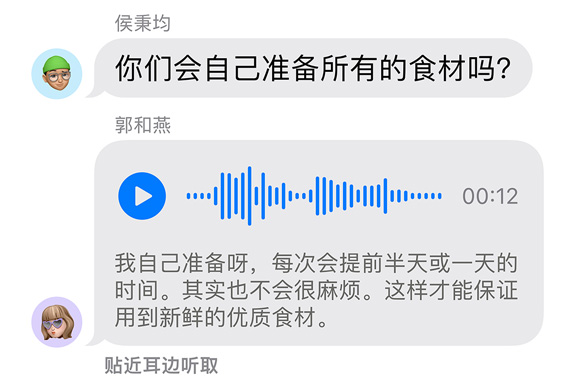 侯秉均
你们会自己准备所有的食材吗？
郭和燕
00:12
我自己准备呀，每次会提前半天或一天的
时间。其实也不会很麻烦。这样才能保证
用到新鲜的优质食材。
贴近耳边听取